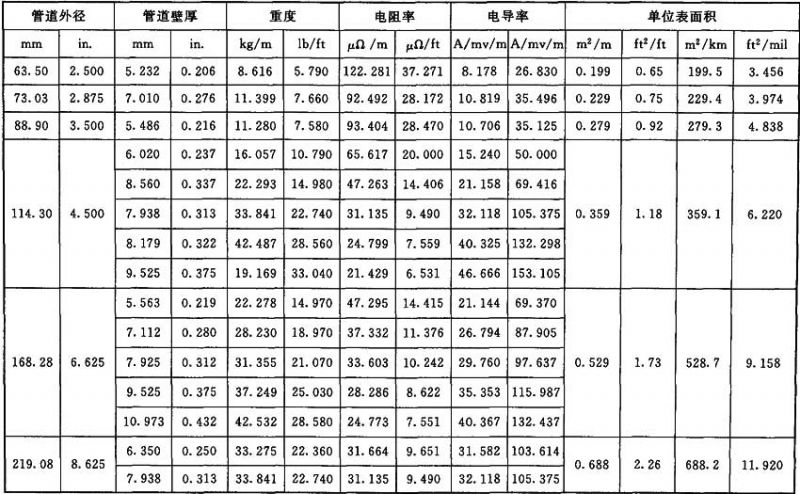 管道外径 管道壁厚 重度 电阻率 电导率 单位表面积
mm in. mm in. kg/m lb/ft μΩ/m μΩ/ft A/mv/m A/mv/m m²/m ft²/ft m²/km ft²/mil
63.50 2.500 5.232 0.206 8.616 5.790 122.281 37.271 8.178 26.830 0.199 0.65 199.5 3.456
73.03 2.875 7.010 0.276 11.399 7.660 92.492 28.172 10.819 35.496 0.229 0.75 229.4 3.974
88.90 3.500 5.486 0.216 11.280 7.580 93.404 28.470 10.706 35.125 0.279 0.92 279.3 4.838
6.020 0.237 16.057 10.790 65.617 20.000 15.240 50.000
8.560 0.337 22.293 14.980 47.263 14.406 21.158 69.416
114.30 4.500 7.938 0.313 33.841 22.740 31.135 9.490 32.118 105.375 0.359 1.18 359.1 6.220
8.179 0.322 42.487 28.560 24.799 7.559 40.325 132.298
9.525 0.375 19.169 33.040 21.429 6.531 46.666 153.105
5.563 0.219 22.278 14.970 47.295 14.415 21.144 69.370
7.112 0.280 28.230 18.970 37.332 11.376 26.794 87.905
168.28 6.625 7.925 0.312 31.355 21.070 33.603 10.242 29.760 97.637 0.529 1.73 528.7 9.158
9.525 0.375 37.249 25.030 28.286 8.622 35.353 115.987
10.973 0.432 42.532 28.580 24.773 7.551 40.367 132.437
219.08 8.625 6.350 0.250 33.275 22.360 31.664 9.651 31.582 103.614 0.688 2.26 688.2 11.920
7.938 0.313 33.841 22.740 31.135 9.490 32.118 105.375